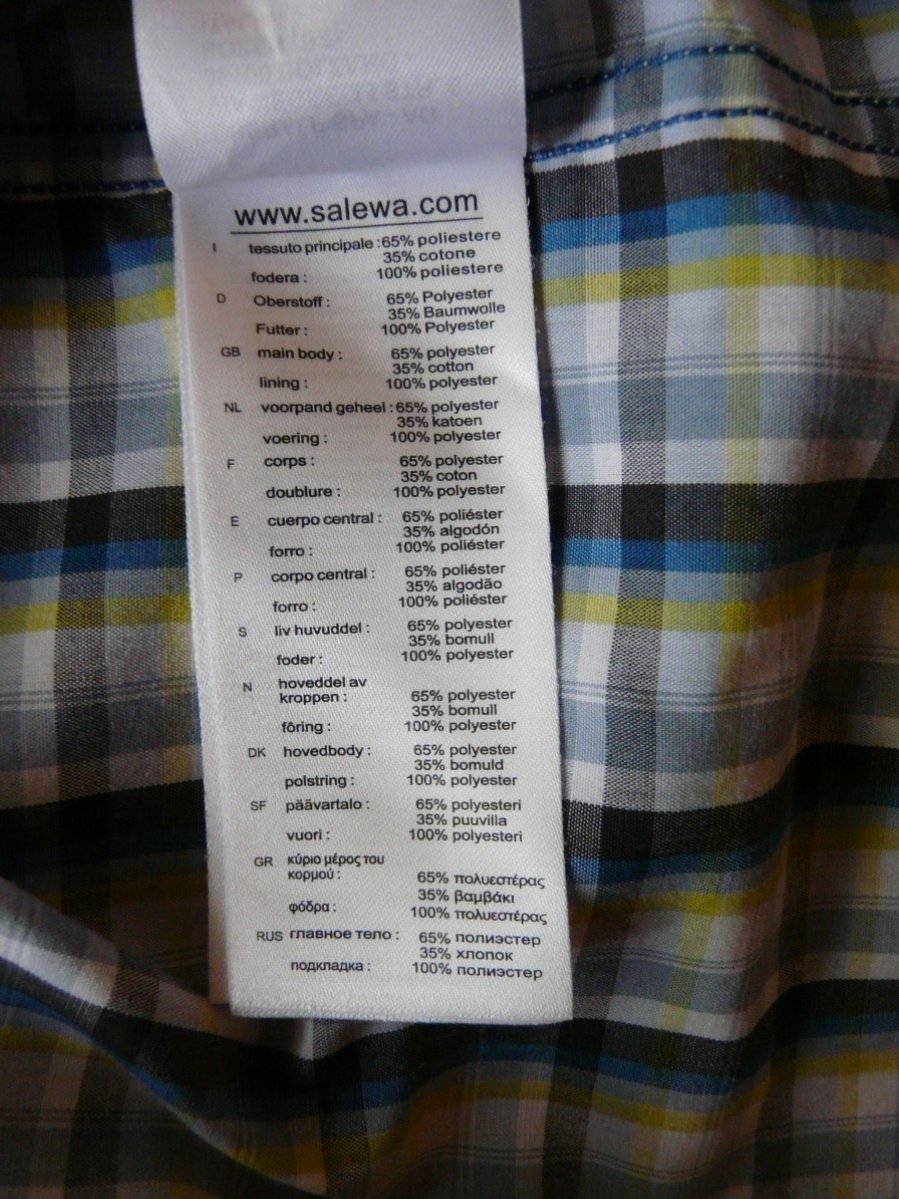 www.salewa.com
I tessuto principale : 65% poliestere
35% cotone
fodera : 100% poliestere
D Oberstoff : 65% Polyester
35% Baumwolle
Futter : 100% Polyester
GB main body : 65% polyester
35% cotton
lining : 100% polyester
NL voorpand geheel : 65% polyester
35% katoen
voering : 100% polyester
F corps : 65% polyester
35% coton
doublure : 100% polyester
E cuerpo central : 65% poliéster
35% algodón
forro : 100% poliéster
P corpo central : 65% poliéster
35% algodão
forro : 100% poliéster
S liv huvuddel : 65% polyester
35% bomull
foder : 100% polyester
N hoveddel av
kroppen : 65% polyester
35% bomull
fôring : 100% polyester
DK hovedbody : 65% polyester
35% bomuld
polstring : 100% polyester
SF päävartalo : 65% polyesteri
35% puuvilla
vuori : 100% polyesteri
GR κύριο μέρος του
κορμού : 65% πολυεστέρας
35% βαμβάκι
φόδρα : 100% πολυεστέρας
RUS главное тело : 65% полиэстер
35% хлопок
подкладка : 100% полиэстер